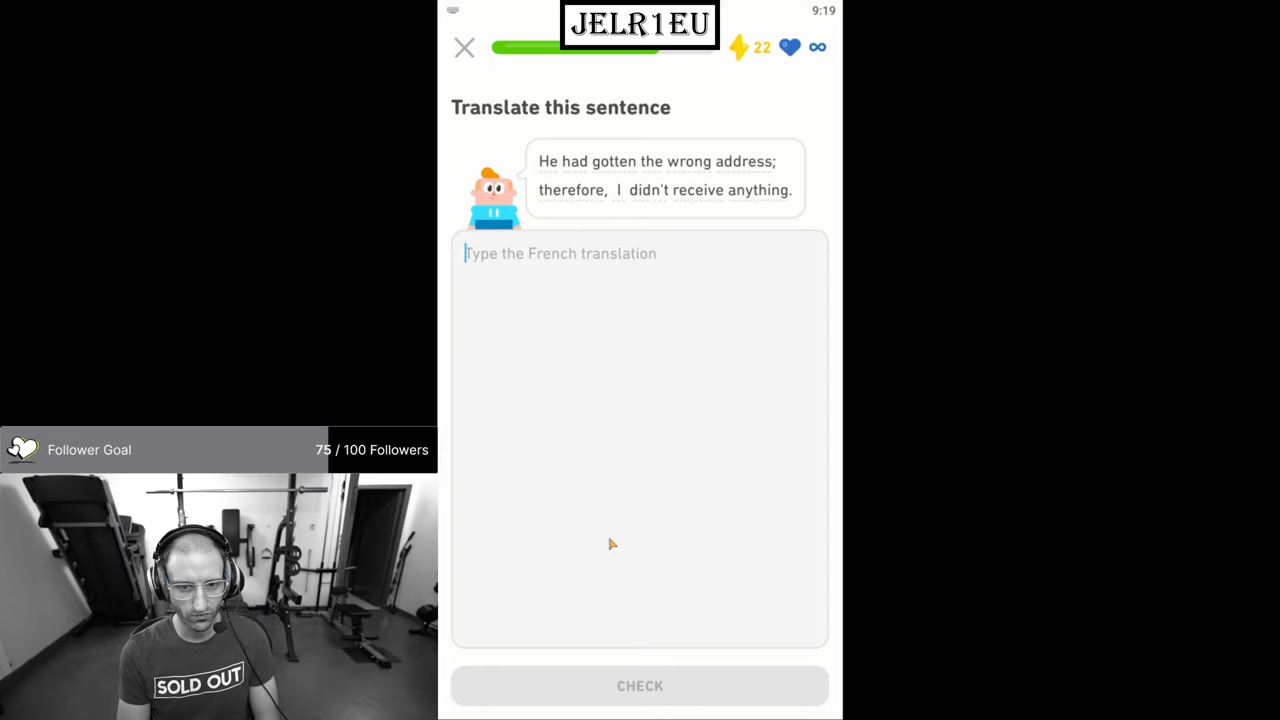 JELR1EU
9:19
22
∞
Translate this sentence
He had gotten the wrong address;
therefore, I didn't receive anything.
Type the French translation
Follower Goal
75 / 100 Followers
SOLD OUT
CHECK